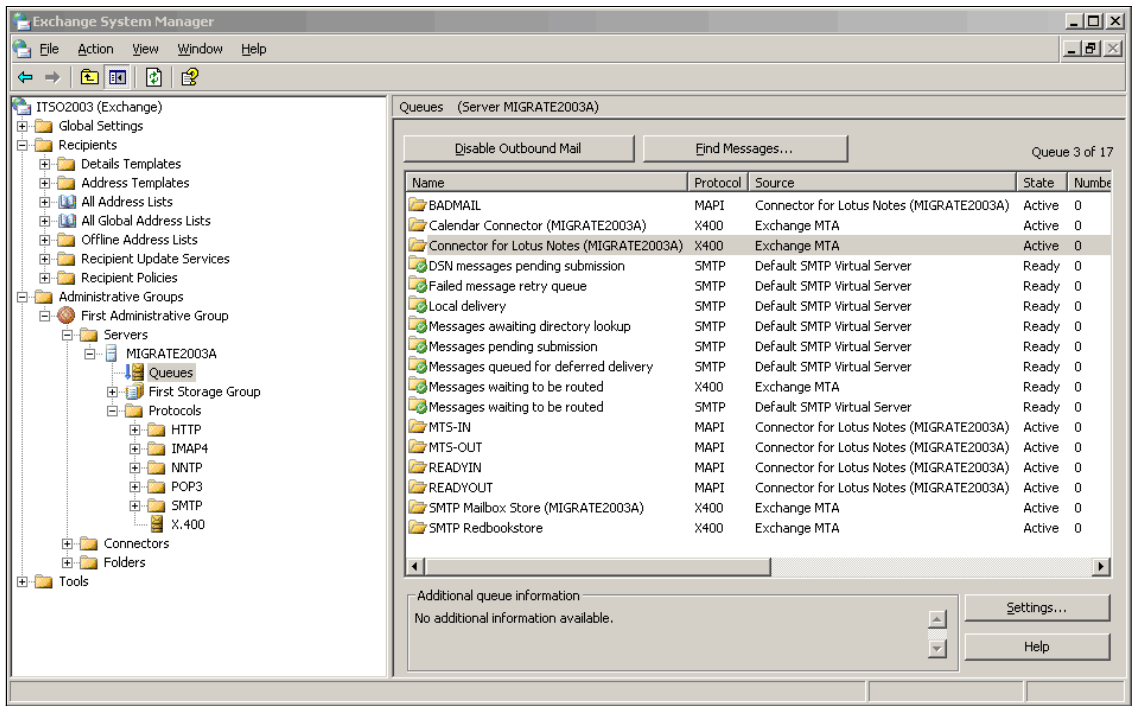 Exchange System Manager
File Action View Window Help
ITSO2003 (Exchange)
Global Settings
Recipients
Details Templates
Address Templates
All Address Lists
All Global Address Lists
Offline Address Lists
Recipient Update Services
Recipient Policies
Administrative Groups
First Administrative Group
Servers
MIGRATE2003A
Queues
First Storage Group
Protocols
HTTP
IMAP4
NNTP
POP3
SMTP
X.400
Connectors
Folders
Tools
Queues (Server MIGRATE2003A)
Disable Outbound Mail Find Messages... Queue 3 of 17
Name Protocol Source State Numbe
BADMAIL MAPI Connector for Lotus Notes (MIGRATE2003A) Active 0
Calendar Connector (MIGRATE2003A) X400 Exchange MTA Active 0
Connector for Lotus Notes (MIGRATE2003A) X400 Exchange MTA Active 0
DSN messages pending submission SMTP Default SMTP Virtual Server Ready 0
Failed message retry queue SMTP Default SMTP Virtual Server Ready 0
Local delivery SMTP Default SMTP Virtual Server Ready 0
Messages awaiting directory lookup SMTP Default SMTP Virtual Server Ready 0
Messages pending submission SMTP Default SMTP Virtual Server Ready 0
Messages queued for deferred delivery SMTP Default SMTP Virtual Server Ready 0
Messages waiting to be routed X400 Exchange MTA Ready 0
Messages waiting to be routed SMTP Default SMTP Virtual Server Ready 0
MTS-IN MAPI Connector for Lotus Notes (MIGRATE2003A) Active 0
MTS-OUT MAPI Connector for Lotus Notes (MIGRATE2003A) Active 0
READYIN MAPI Connector for Lotus Notes (MIGRATE2003A) Active 0
READYOUT MAPI Connector for Lotus Notes (MIGRATE2003A) Active 0
SMTP Mailbox Store (MIGRATE2003A) X400 Exchange MTA Active 0
SMTP Redbookstore X400 Exchange MTA Active 0
Additional queue information
No additional information available.
Settings...
Help